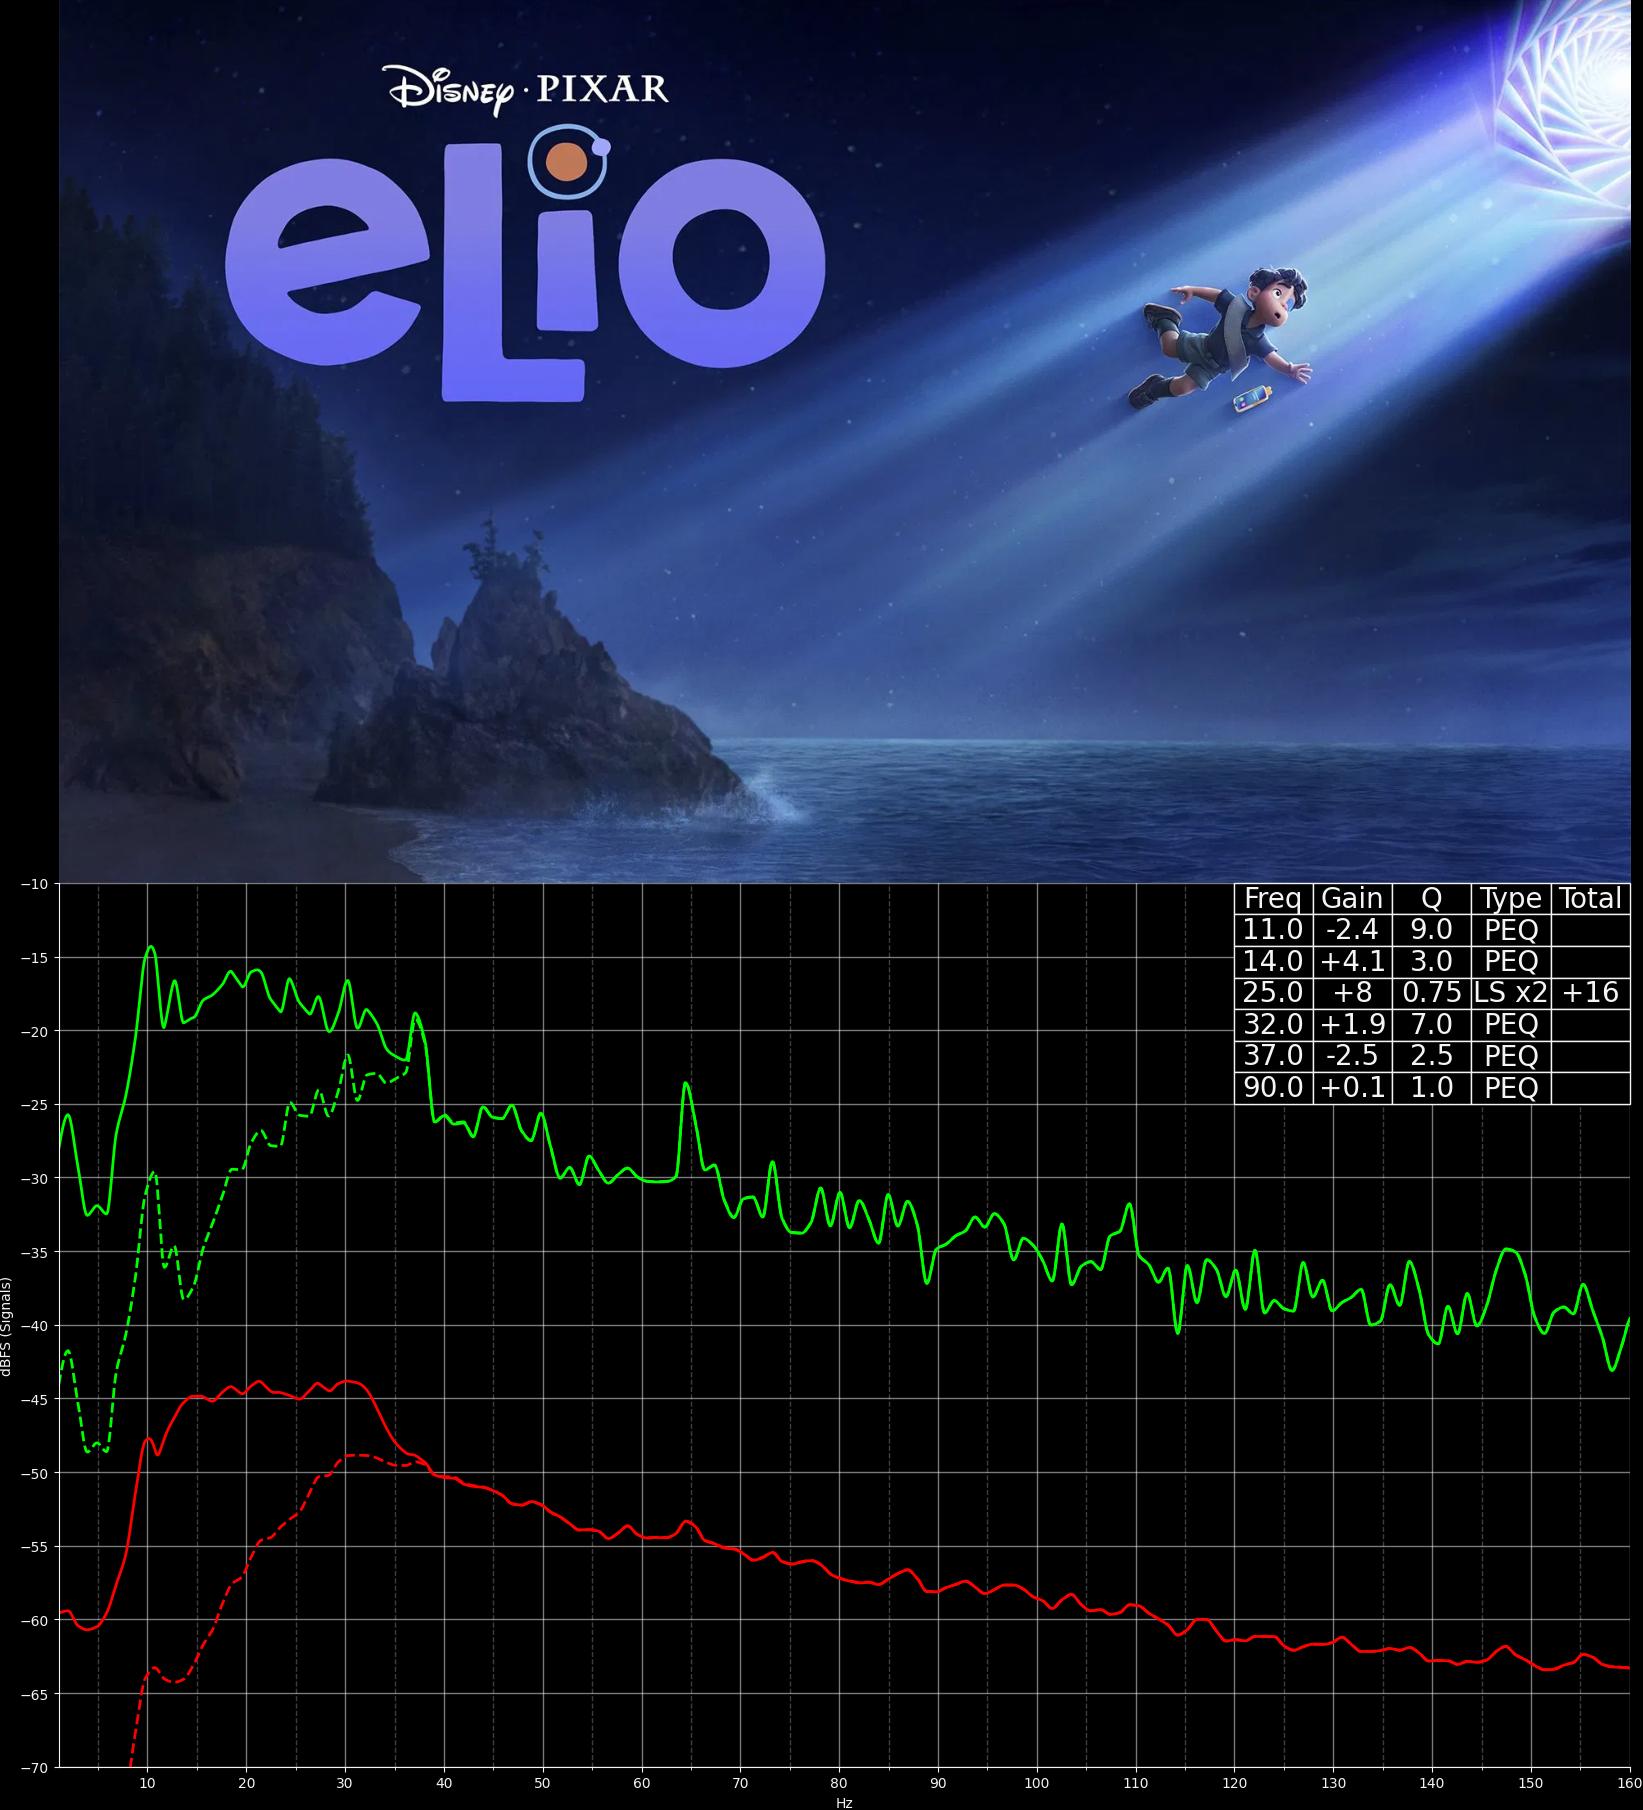 Disney · PIXAR
eLiO
Freq Gain Q Type Total
11.0 -2.4 9.0 PEQ
14.0 +4.1 3.0 PEQ
25.0 +8 0.75 LS x2 +16
32.0 +1.9 7.0 PEQ
37.0 -2.5 2.5 PEQ
90.0 +0.1 1.0 PEQ
−10
−15
−20
−25
−30
−35
−40
−45
−50
−55
−60
−65
−70
dBFS (Signals)
10 20 30 40 50 60 70 80 90 100 110 120 130 140 150 160
Hz